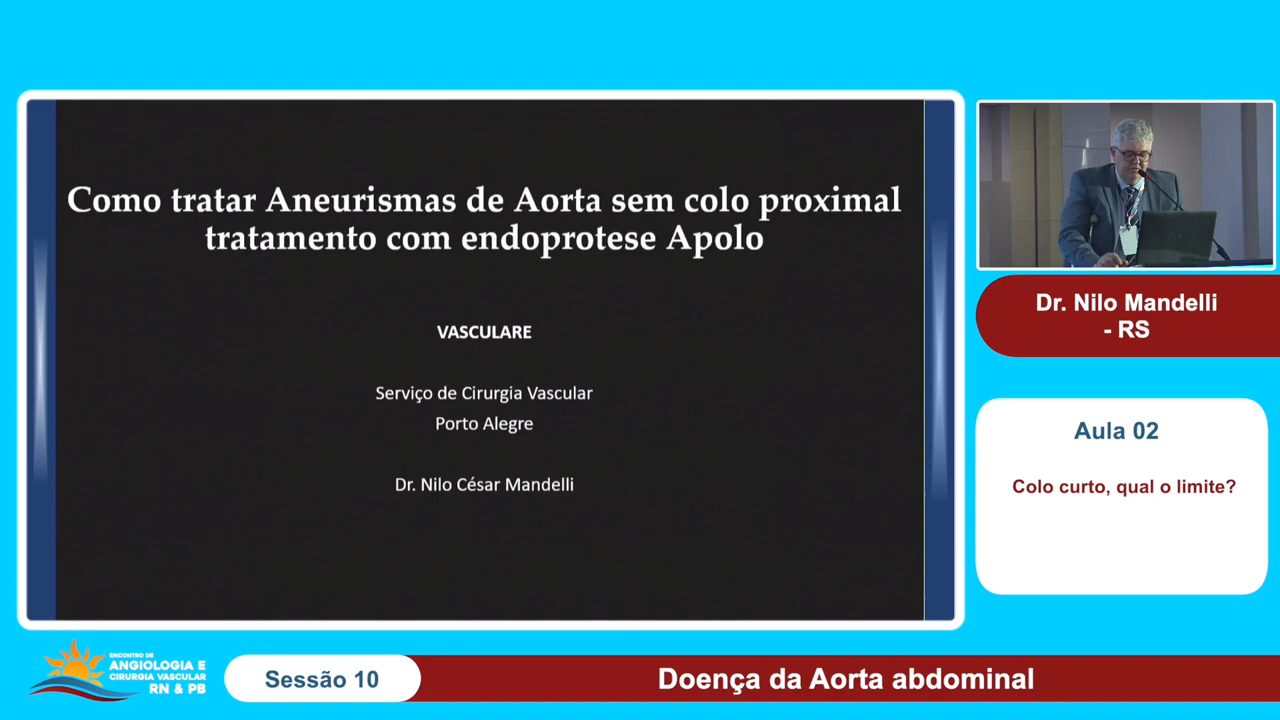 Como tratar Aneurismas de Aorta sem colo proximal
tratamento com endoprotese Apolo
VASCULARE
Serviço de Cirurgia Vascular
Porto Alegre
Dr. Nilo César Mandelli
Dr. Nilo Mandelli
- RS
Aula 02
Colo curto, qual o limite?
ENCONTRO DE
ANGIOLOGIA E
CIRURGIA VASCULAR
RN & PB
Sessão 10
Doença da Aorta abdominal